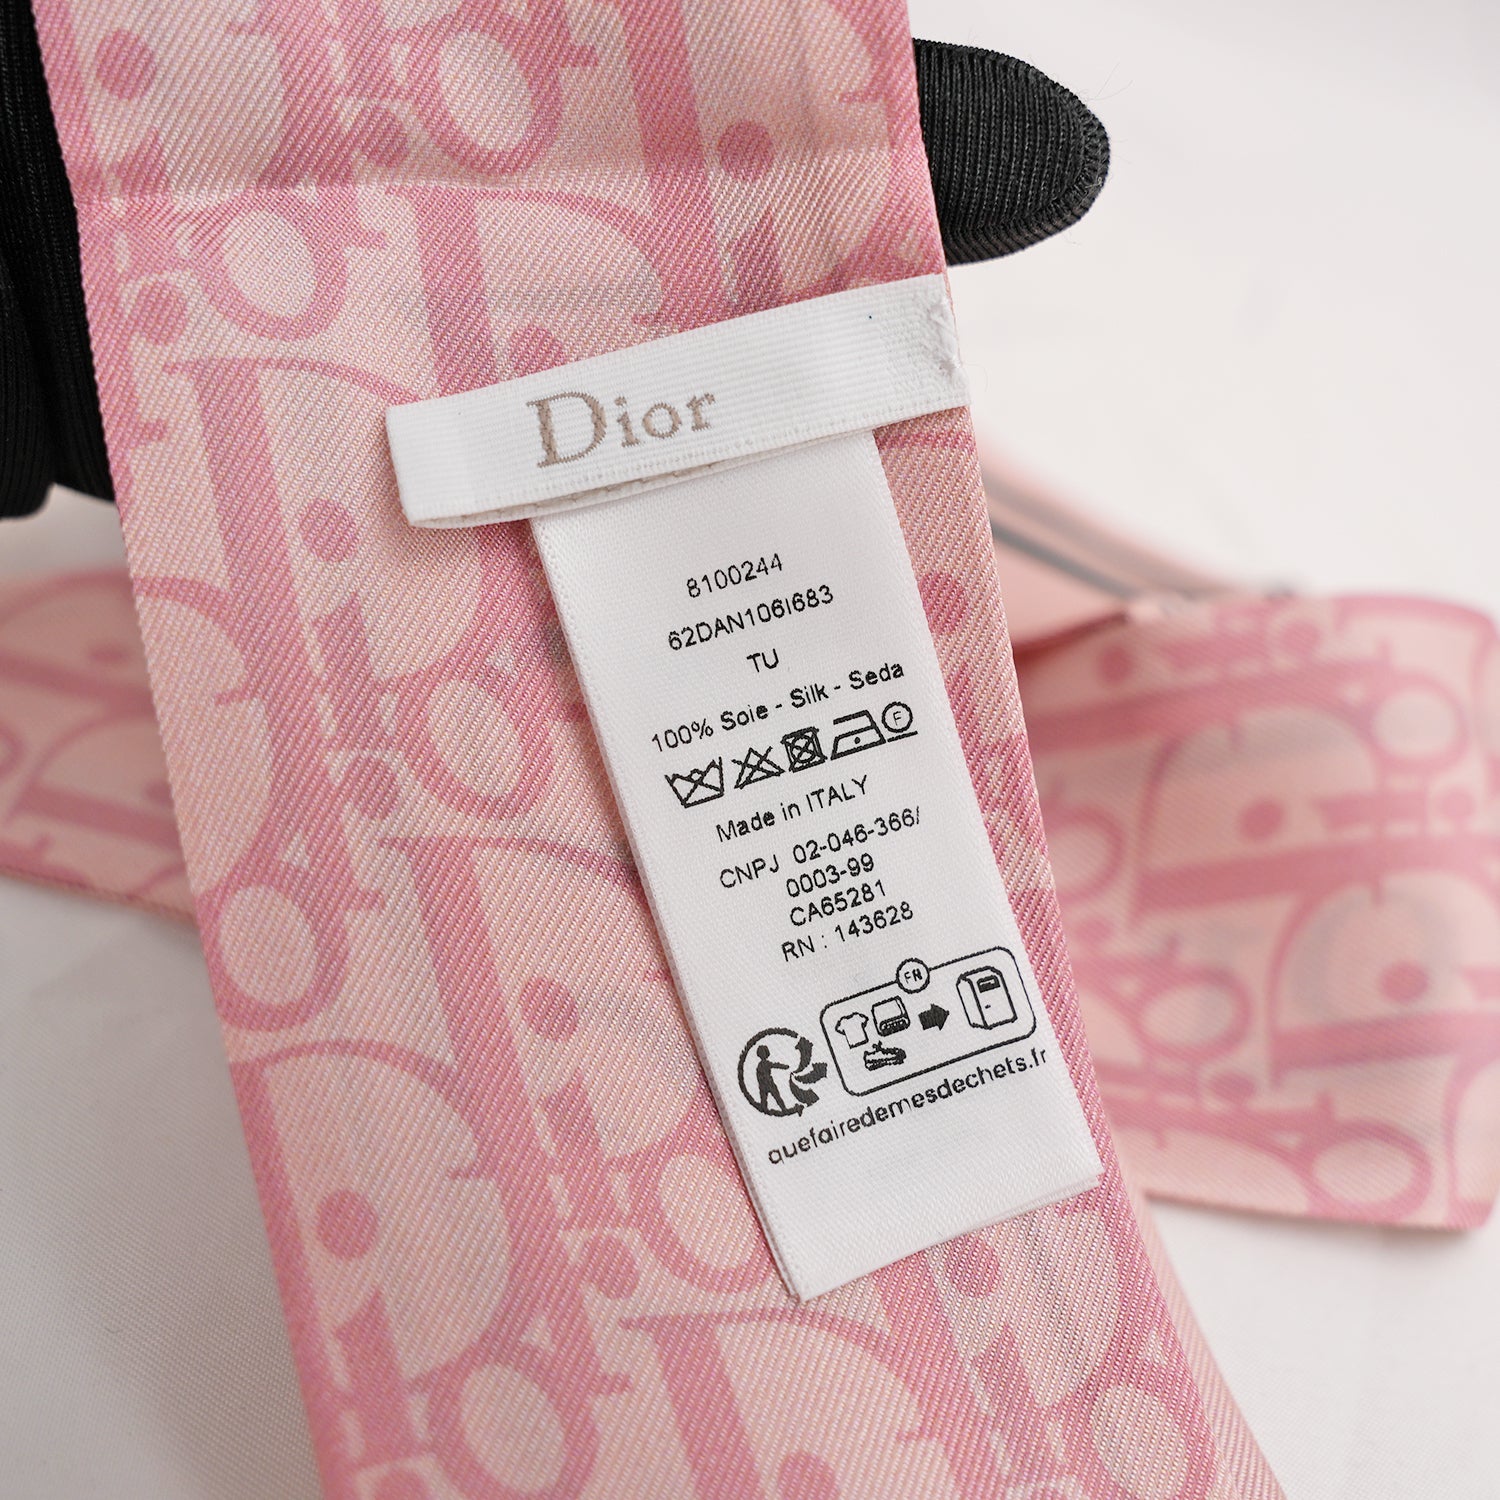 Dior
8100244
62DAN106I683
TU
100% Soie - Silk - Seda
F
Made in ITALY
CNPJ 02-046-366/
0003-99
CA65281
RN : 143628
FR
quefairedemesdechets.fr